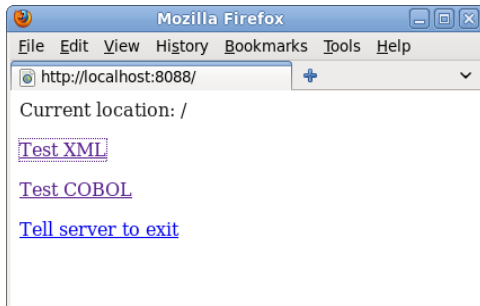 Mozilla Firefox
File Edit View History Bookmarks Tools Help
http://localhost:8088/
Current location: /
Test XML
Test COBOL
Tell server to exit